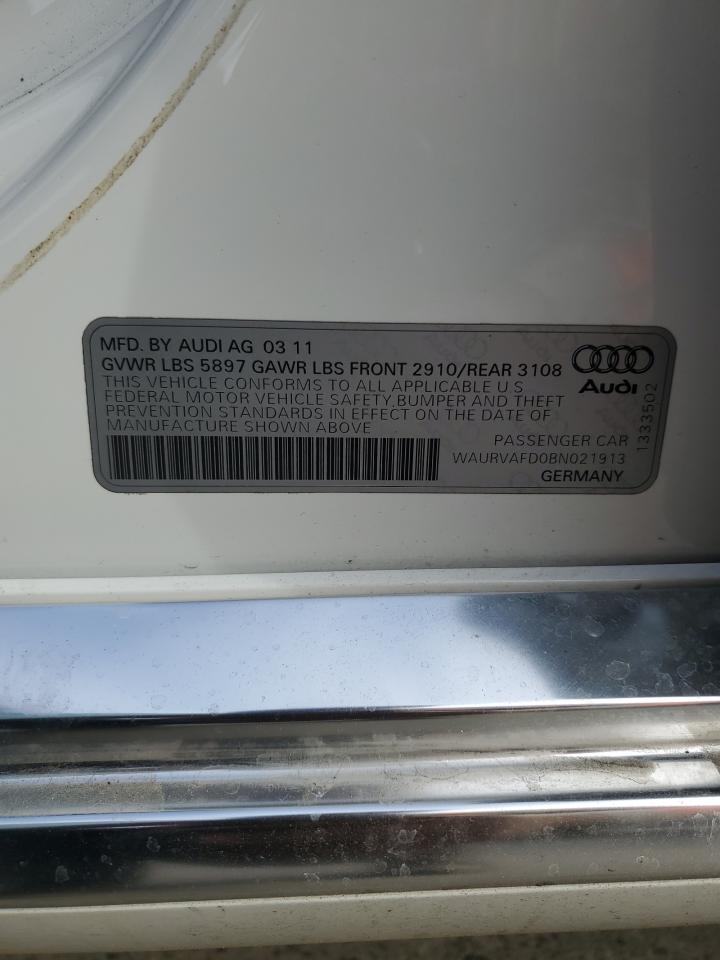 MFD. BY AUDI AG 03 11
GVWR LBS 5897 GAWR LBS FRONT 2910/REAR 3108
THIS VEHICLE CONFORMS TO ALL APPLICABLE U S
FEDERAL MOTOR VEHICLE SAFETY, BUMPER AND THEFT
PREVENTION STANDARDS IN EFFECT ON THE DATE OF
MANUFACTURE SHOWN ABOVE
PASSENGER CAR
WAURVAFD0BN021913
GERMANY
Audi
1333502